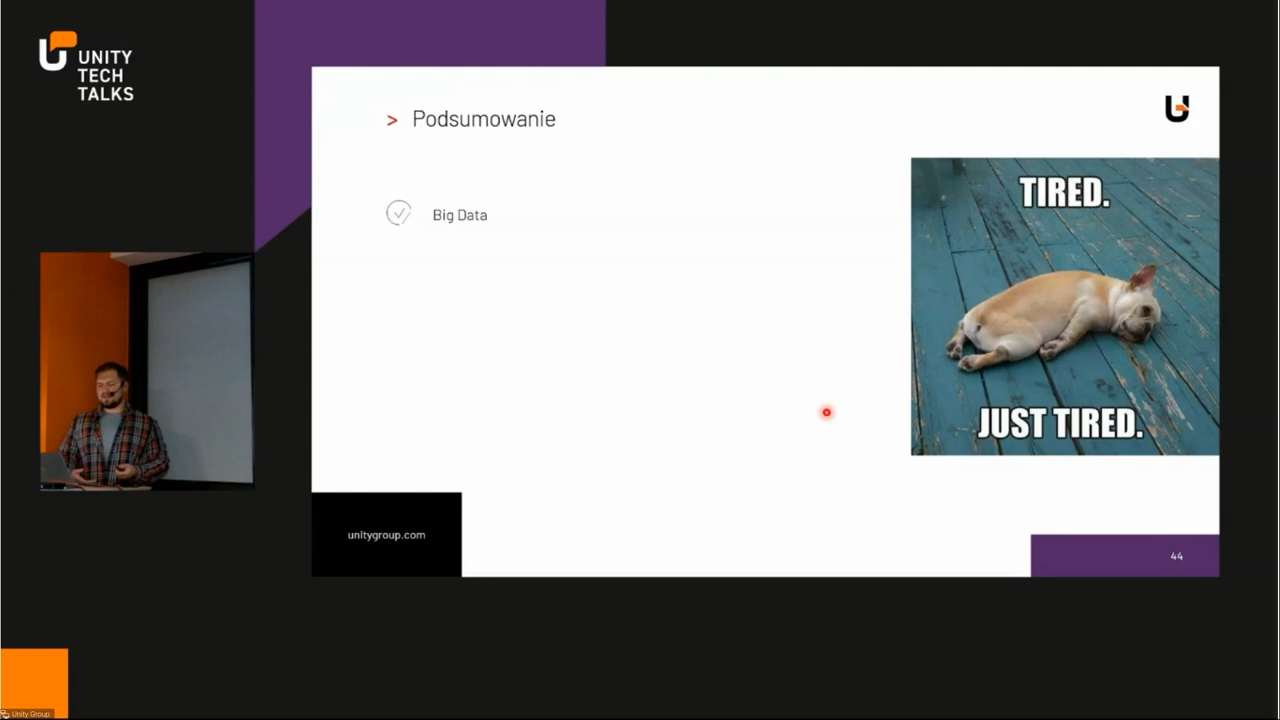 UNITY
TECH
TALKS
> Podsumowanie
Big Data
TIRED.
JUST TIRED.
unitygroup.com
44
Unity Group